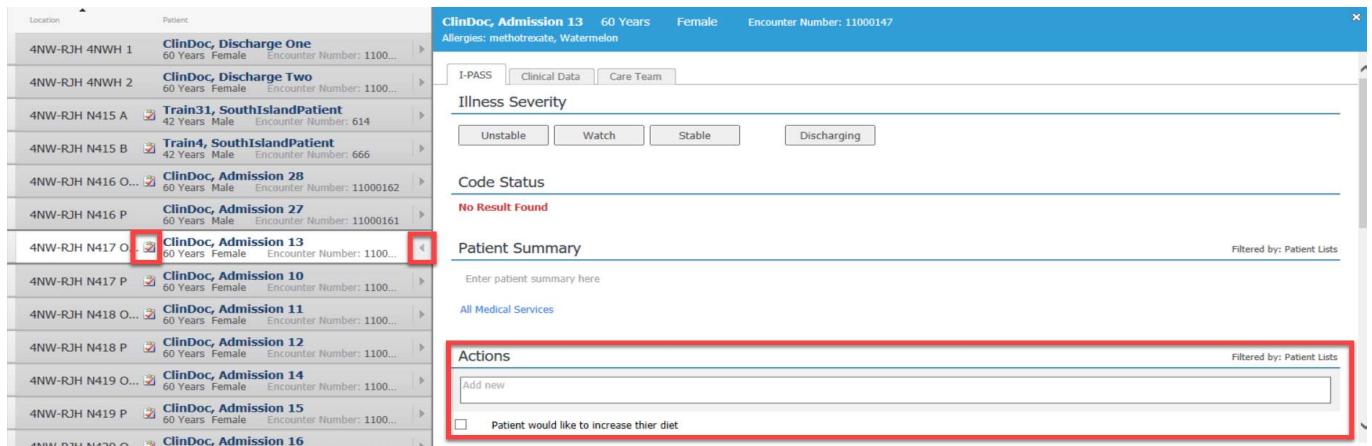 Location Patient
4NW-RJH 4NWH 1 ClinDoc, Discharge One
60 Years Female Encounter Number: 1100...
4NW-RJH 4NWH 2 ClinDoc, Discharge Two
60 Years Female Encounter Number: 1100...
4NW-RJH N415 A Train31, SouthIslandPatient
42 Years Male Encounter Number: 614
4NW-RJH N415 B Train4, SouthIslandPatient
42 Years Male Encounter Number: 666
4NW-RJH N416 O... ClinDoc, Admission 28
60 Years Male Encounter Number: 11000162
4NW-RJH N416 P ClinDoc, Admission 27
60 Years Male Encounter Number: 11000161
4NW-RJH N417 O... ClinDoc, Admission 13
60 Years Female Encounter Number: 1100...
4NW-RJH N417 P ClinDoc, Admission 10
60 Years Female Encounter Number: 1100...
4NW-RJH N418 O... ClinDoc, Admission 11
60 Years Female Encounter Number: 1100...
4NW-RJH N418 P ClinDoc, Admission 12
60 Years Female Encounter Number: 1100...
4NW-RJH N419 O... ClinDoc, Admission 14
60 Years Female Encounter Number: 1100...
4NW-RJH N419 P ClinDoc, Admission 15
60 Years Female Encounter Number: 1100...
4NW-RJH N420 O... ClinDoc, Admission 16
ClinDoc, Admission 13 60 Years Female Encounter Number: 11000147
Allergies: methotrexate, Watermelon
I-PASS Clinical Data Care Team
Illness Severity
Unstable Watch Stable Discharging
Code Status
No Result Found
Patient Summary Filtered by: Patient Lists
Enter patient summary here
All Medical Services
Actions Filtered by: Patient Lists
Add new
Patient would like to increase thier diet